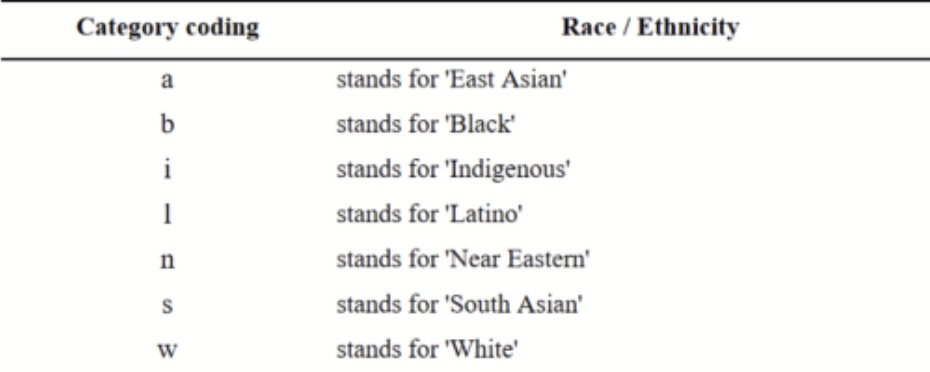 Category coding Race / Ethnicity
a stands for 'East Asian'
b stands for 'Black'
i stands for 'Indigenous'
l stands for 'Latino'
n stands for 'Near Eastern'
s stands for 'South Asian'
w stands for 'White'